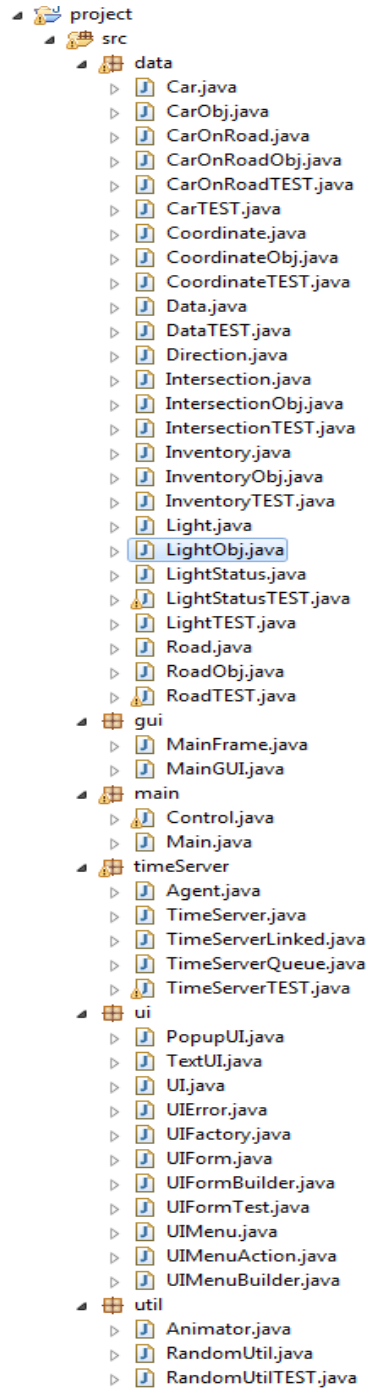 project
src
data
Car.java
CarObj.java
CarOnRoad.java
CarOnRoadObj.java
CarOnRoadTEST.java
CarTEST.java
Coordinate.java
CoordinateObj.java
CoordinateTEST.java
Data.java
DataTEST.java
Direction.java
Intersection.java
IntersectionObj.java
IntersectionTEST.java
Inventory.java
InventoryObj.java
InventoryTEST.java
Light.java
LightObj.java
LightStatus.java
LightStatusTEST.java
LightTEST.java
Road.java
RoadObj.java
RoadTEST.java
gui
MainFrame.java
MainGUI.java
main
Control.java
Main.java
timeServer
Agent.java
TimeServer.java
TimeServerLinked.java
TimeServerQueue.java
TimeServerTEST.java
ui
PopupUI.java
TextUI.java
UI.java
UIError.java
UIFactory.java
UIForm.java
UIFormBuilder.java
UIFormTest.java
UIMenu.java
UIMenuAction.java
UIMenuBuilder.java
util
Animator.java
RandomUtil.java
RandomUtilTEST.java